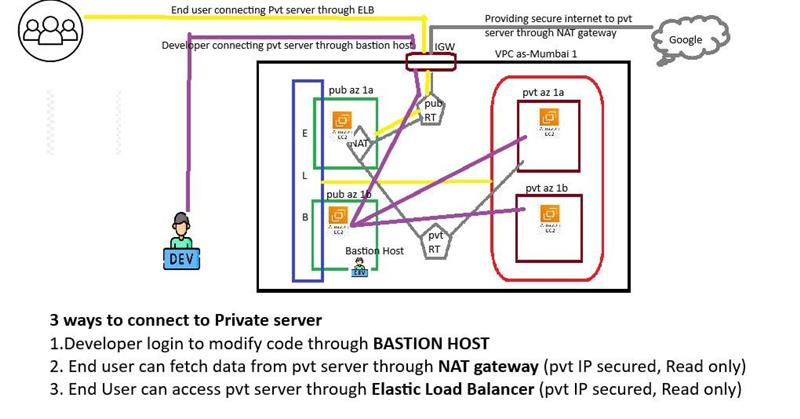 End user connecting Pvt server through ELB
Providing secure internet to pvt
server through NAT gateway
Google
Developer connecting pvt server through bastion host
IGW
VPC as-Mumbai 1
pub az 1a
pub
RT
pvt az 1a
EC2
NAT
EC2
E
L
B
pub az 1b
pvt az 1b
EC2
EC2
pvt
RT
Bastion Host
DEV
3 ways to connect to Private server
1.Developer login to modify code through BASTION HOST
2. End user can fetch data from pvt server through NAT gateway (pvt IP secured, Read only)
3. End User can access pvt server through Elastic Load Balancer (pvt IP secured, Read only)